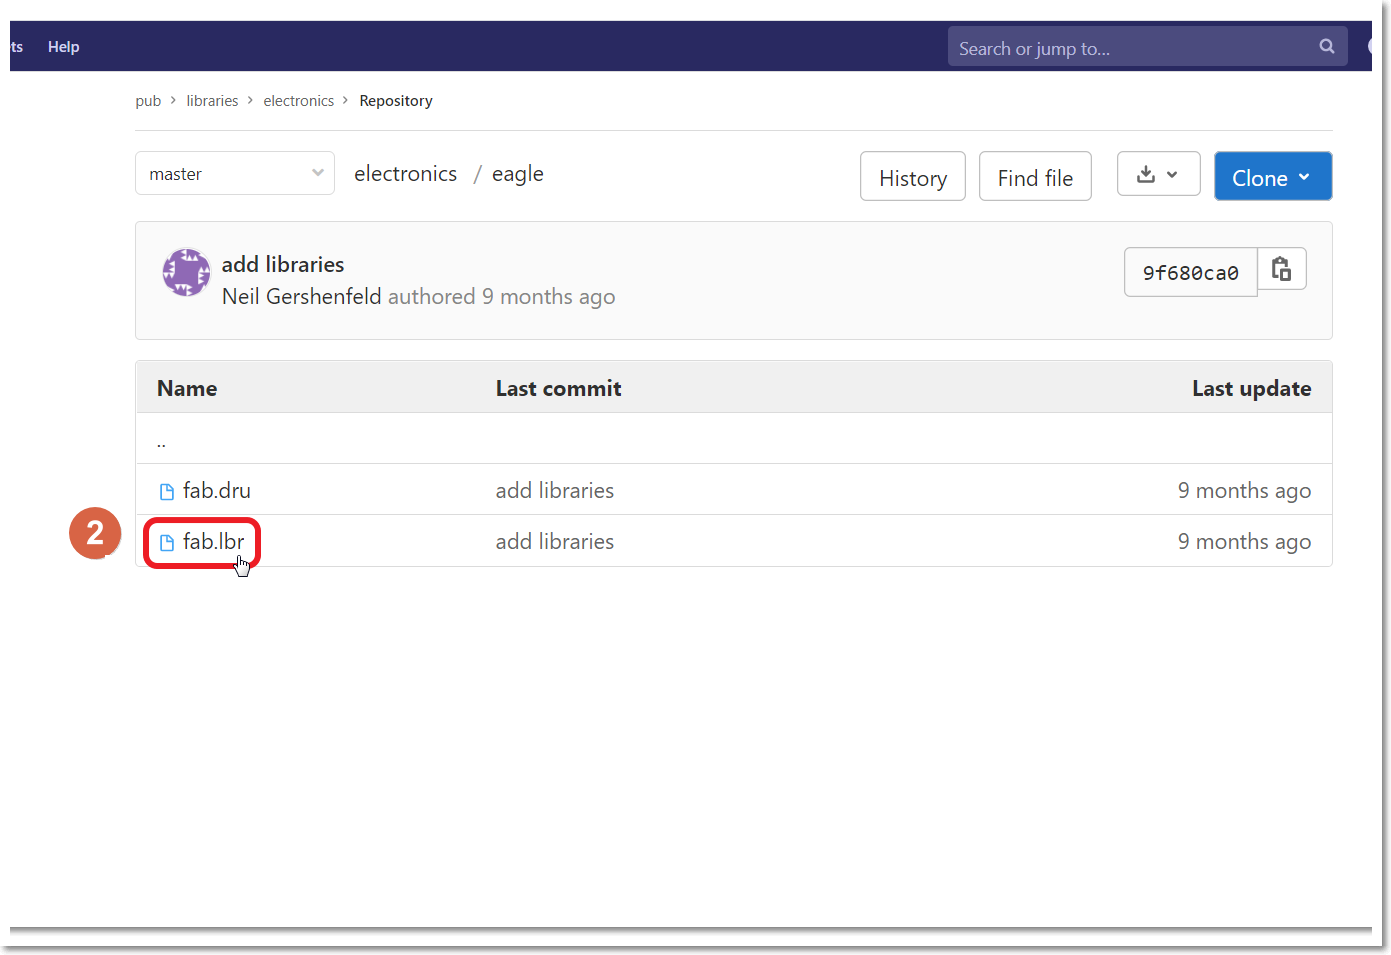 ts Help Search or jump to...
pub > libraries > electronics > Repository
master electronics / eagle History Find file Clone
add libraries
Neil Gershenfeld authored 9 months ago
9f680ca0
Name Last commit Last update
..
fab.dru add libraries 9 months ago
2 fab.lbr add libraries 9 months ago